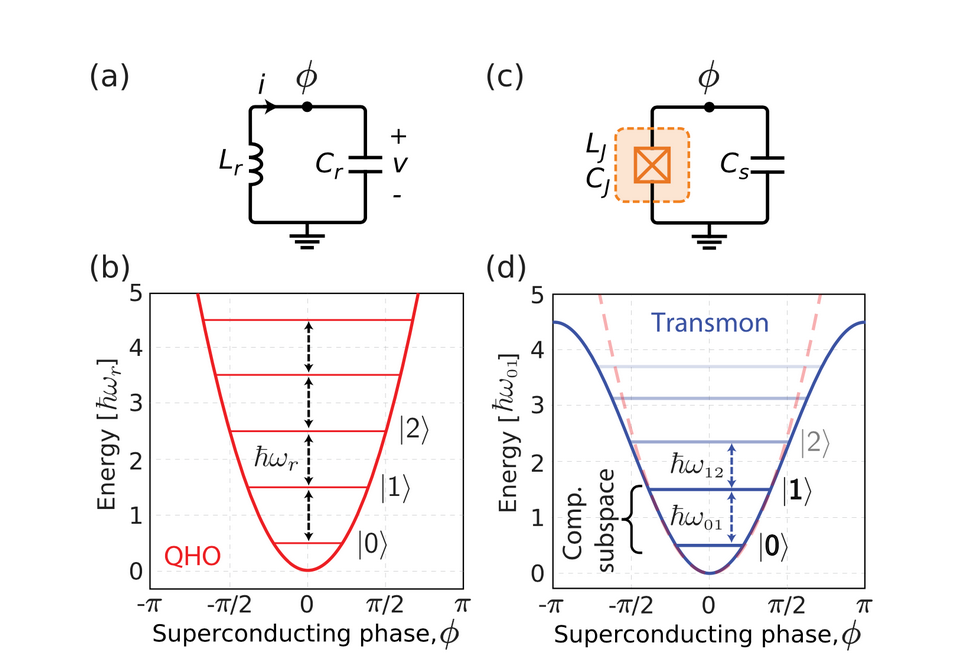 (a)
i
ϕ
L_r
C_r
+
v
-
(c)
ϕ
L_J
C_J
C_s
(b)
Energy [ℏω_r]
5
4
3
2
1
0
|2⟩
ℏω_r
|1⟩
|0⟩
QHO
-π
-π/2
0
π/2
π
Superconducting phase, ϕ
(d)
Energy [ℏω_01]
5
4
3
2
1
0
Transmon
|2⟩
ℏω_12
|1⟩
ℏω_01
|0⟩
Comp.
subspace
-π
-π/2
0
π/2
π
Superconducting phase, ϕ